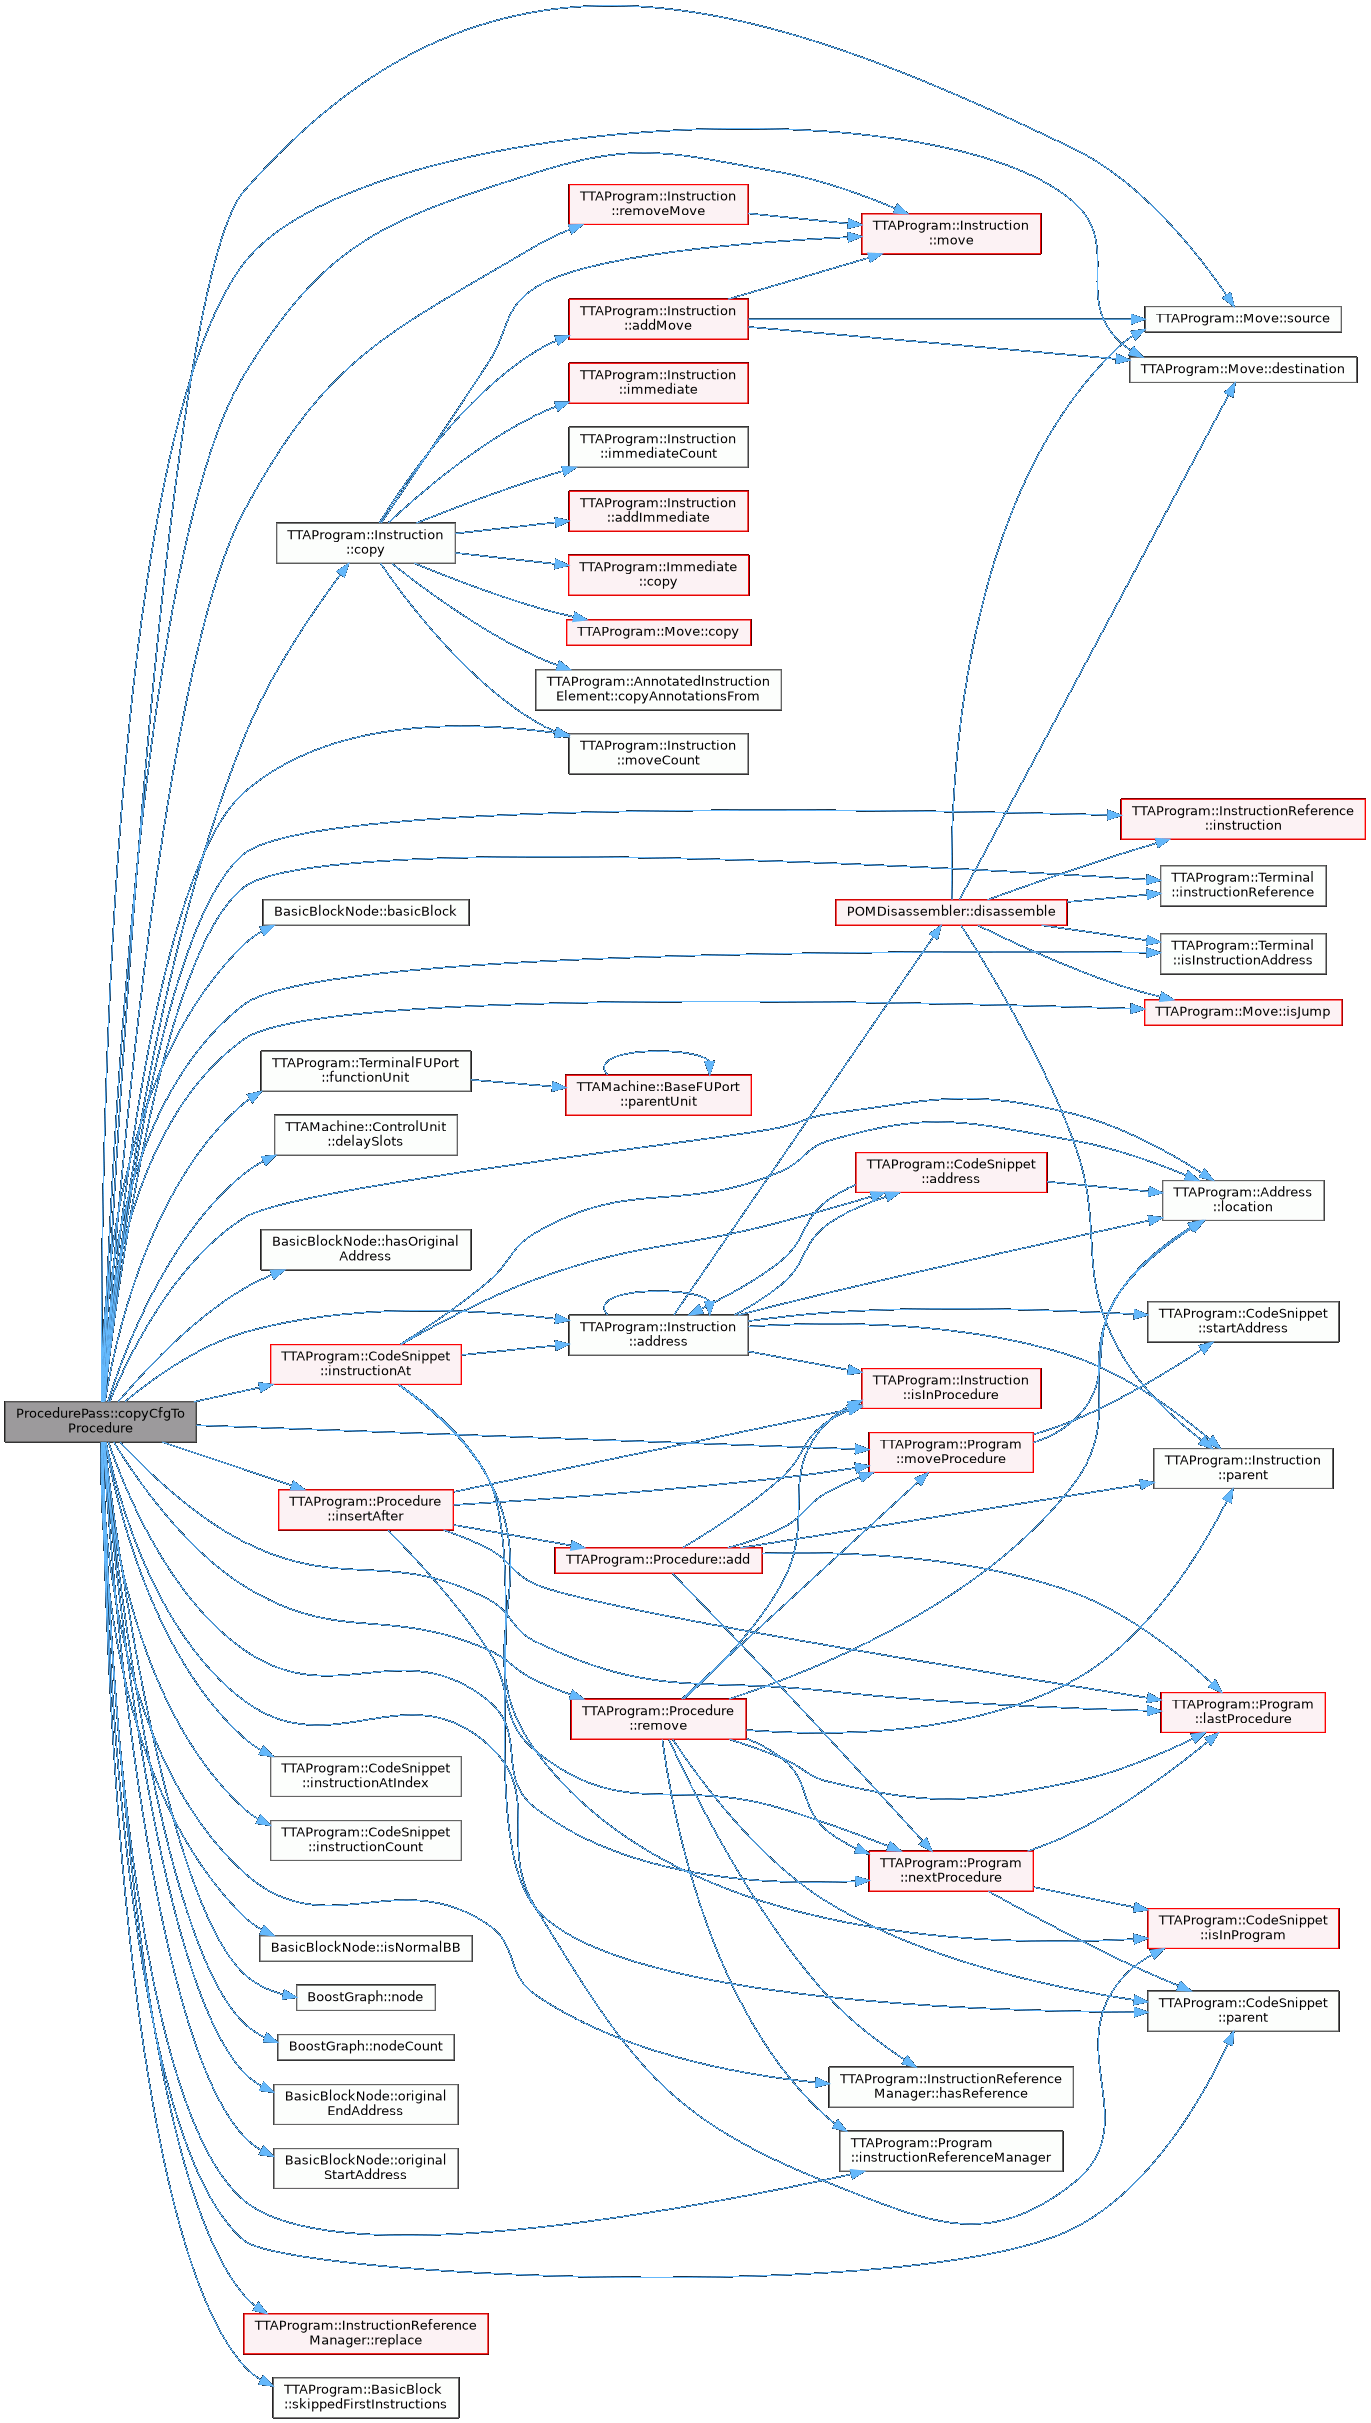 TTAProgram::Instruction
::removeMove
TTAProgram::Instruction
::move
TTAProgram::Instruction
::addMove
TTAProgram::Move::source
TTAProgram::Move::destination
TTAProgram::Instruction
::immediate
TTAProgram::Instruction
::immediateCount
TTAProgram::Instruction
::addImmediate
TTAProgram::Instruction
::copy
TTAProgram::Immediate
::copy
TTAProgram::Move::copy
TTAProgram::AnnotatedInstruction
Element::copyAnnotationsFrom
TTAProgram::Instruction
::moveCount
TTAProgram::InstructionReference
::instruction
TTAProgram::Terminal
::instructionReference
BasicBlockNode::basicBlock
POMDisassembler::disassemble
TTAProgram::Terminal
::isInstructionAddress
TTAProgram::Move::isJump
TTAProgram::TerminalFUPort
::functionUnit
TTAMachine::BaseFUPort
::parentUnit
TTAMachine::ControlUnit
::delaySlots
TTAProgram::CodeSnippet
::address
TTAProgram::Address
::location
BasicBlockNode::hasOriginal
Address
TTAProgram::Instruction
::address
TTAProgram::CodeSnippet
::startAddress
TTAProgram::CodeSnippet
::instructionAt
TTAProgram::Instruction
::isInProcedure
ProcedurePass::copyCfgTo
Procedure
TTAProgram::Program
::moveProcedure
TTAProgram::Instruction
::parent
TTAProgram::Procedure
::insertAfter
TTAProgram::Procedure::add
TTAProgram::Procedure
::remove
TTAProgram::Program
::lastProcedure
TTAProgram::CodeSnippet
::instructionAtIndex
TTAProgram::CodeSnippet
::instructionCount
TTAProgram::Program
::nextProcedure
TTAProgram::CodeSnippet
::isInProgram
BasicBlockNode::isNormalBB
BoostGraph::node
TTAProgram::CodeSnippet
::parent
BoostGraph::nodeCount
TTAProgram::InstructionReference
Manager::hasReference
BasicBlockNode::original
EndAddress
TTAProgram::Program
::instructionReferenceManager
BasicBlockNode::original
StartAddress
TTAProgram::InstructionReference
Manager::replace
TTAProgram::BasicBlock
::skippedFirstInstructions